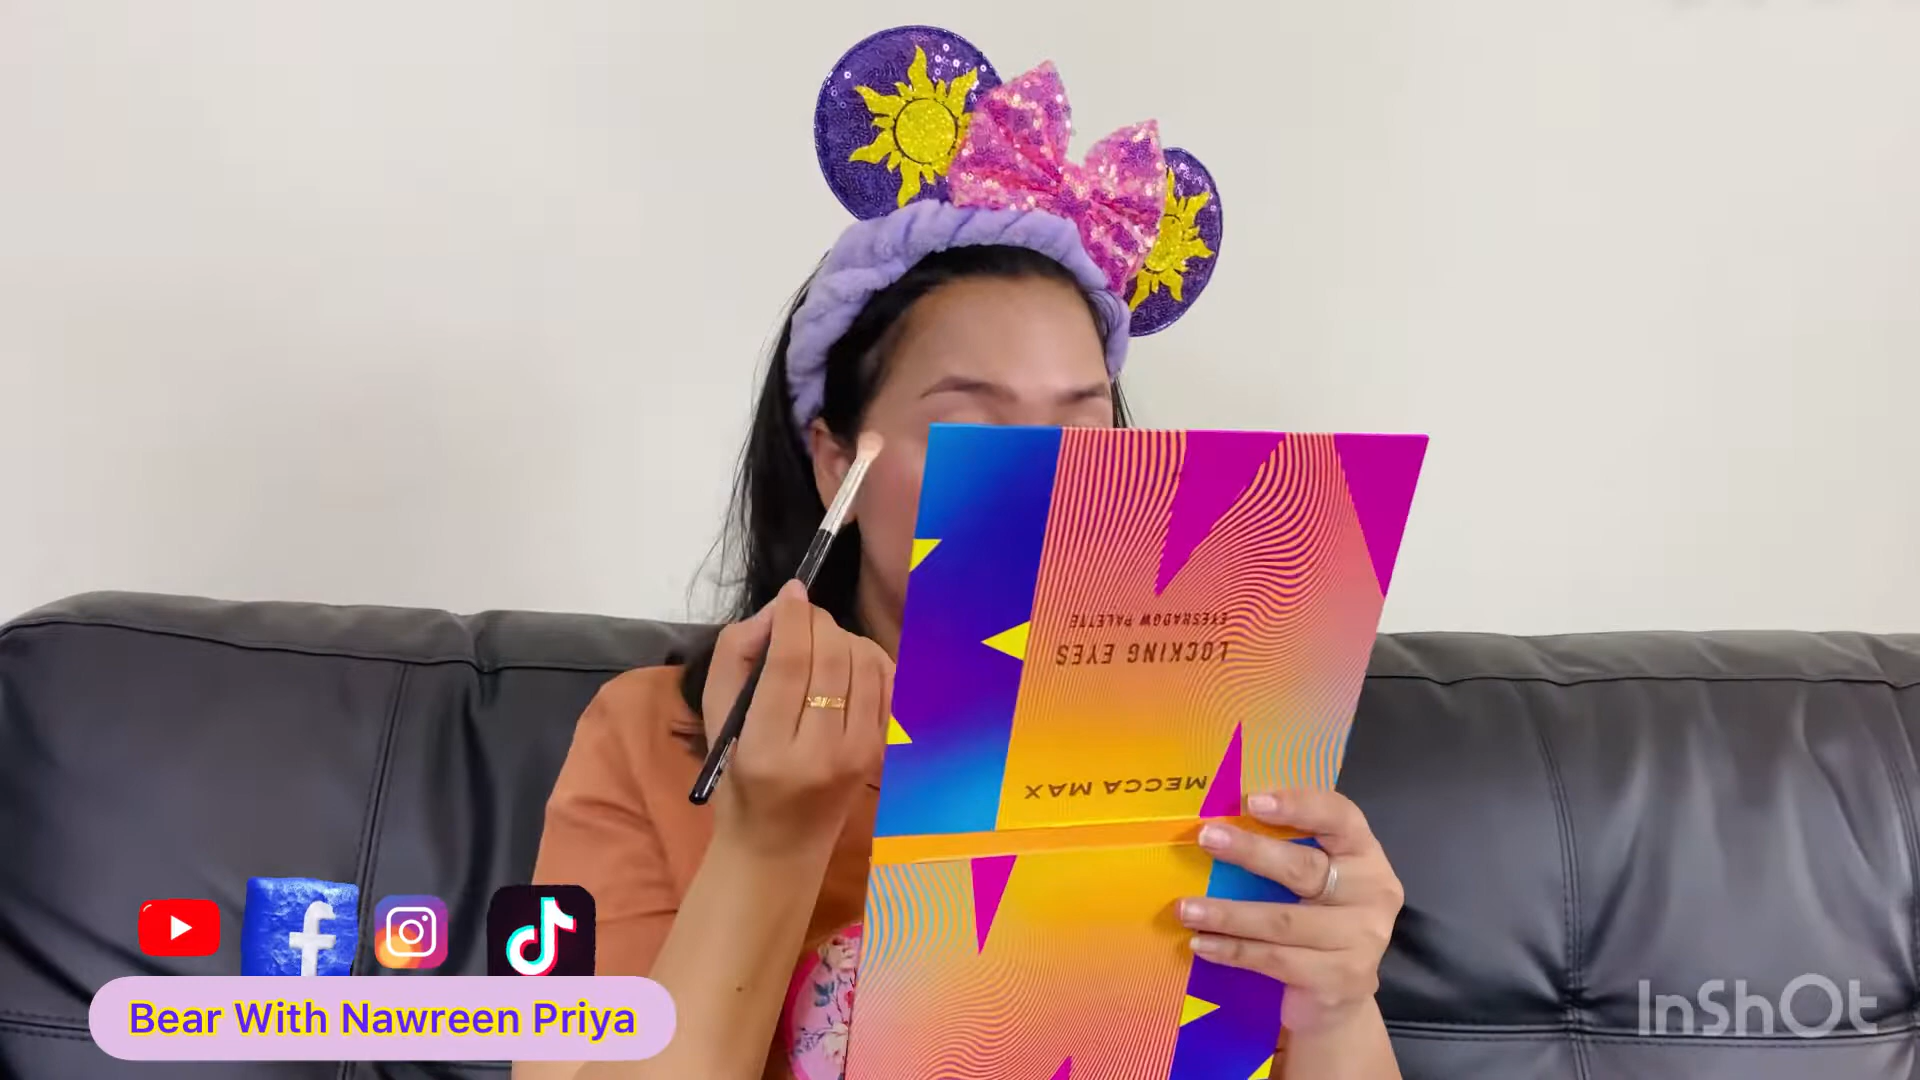 LOCKING EYES
EYESHADOW PALETTE
MECCA MAX
Bear With Nawreen Priya
InShOt